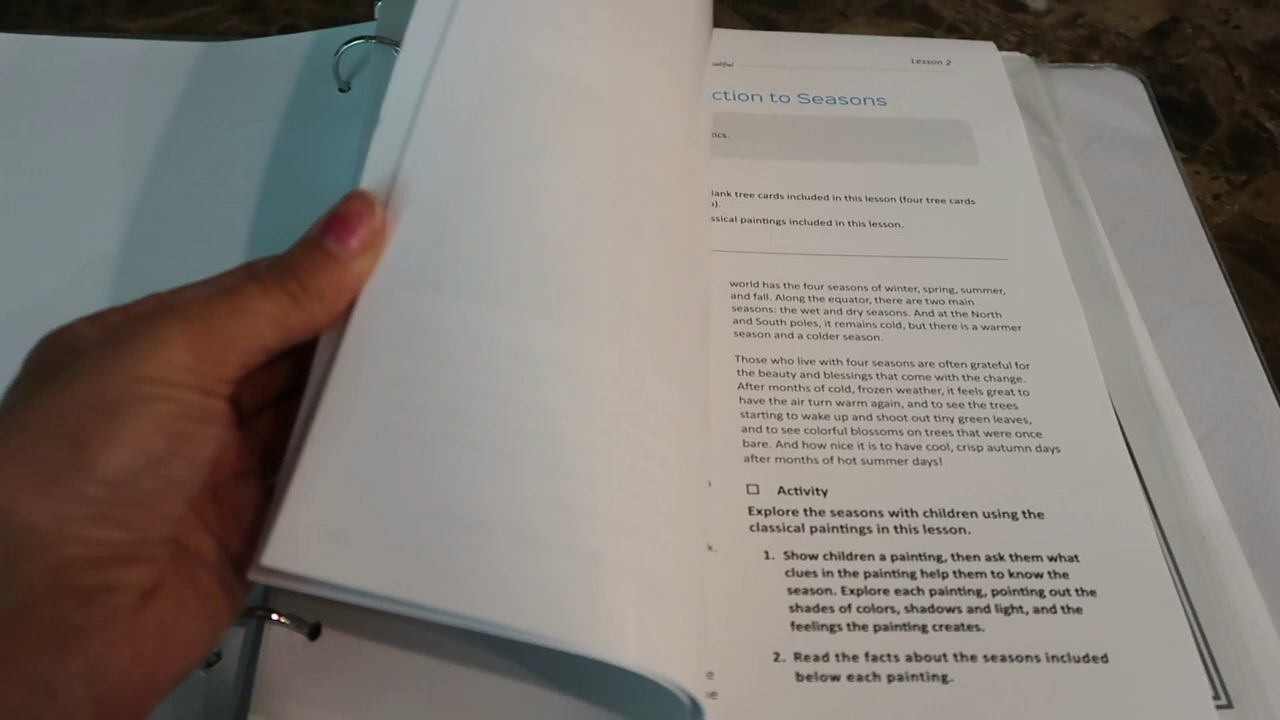 Lesson 2
ction to Seasons
tics.
lank tree cards included in this lesson (four tree cards
ssical paintings included in this lesson.
world has the four seasons of winter, spring, summer,
and fall. Along the equator, there are two main
seasons: the wet and dry seasons. And at the North
and South poles, it remains cold, but there is a warmer
season and a colder season.
Those who live with four seasons are often grateful for
the beauty and blessings that come with the change.
After months of cold, frozen weather, it feels great to
have the air turn warm again, and to see the trees
starting to wake up and shoot out tiny green leaves,
and to see colorful blossoms on trees that were once
bare. And how nice it is to have cool, crisp autumn days
after months of hot summer days!
☐ Activity
Explore the seasons with children using the
classical paintings in this lesson.
1. Show children a painting, then ask them what
clues in the painting help them to know the
season. Explore each painting, pointing out the
shades of colors, shadows and light, and the
feelings the painting creates.
2. Read the facts about the seasons included
below each painting.